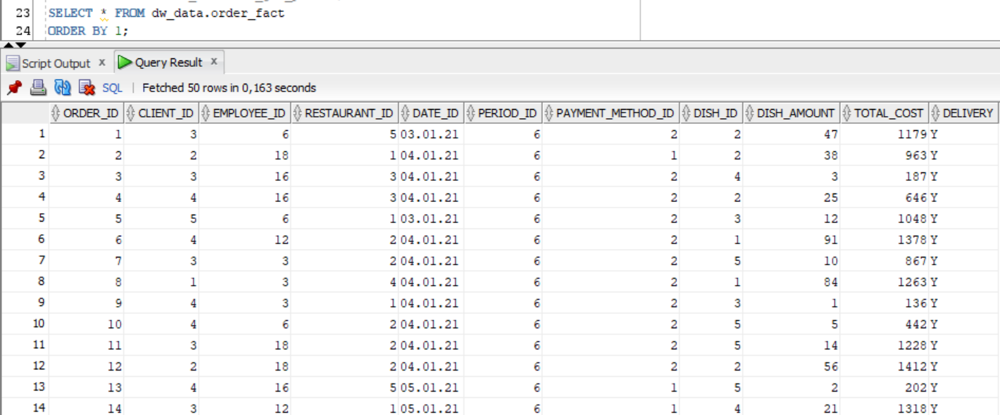 23 SELECT * FROM dw_data.order_fact
24 ORDER BY 1;
Script Output x Query Result x
SQL | Fetched 50 rows in 0,163 seconds
ORDER_ID CLIENT_ID EMPLOYEE_ID RESTAURANT_ID DATE_ID PERIOD_ID PAYMENT_METHOD_ID DISH_ID DISH_AMOUNT TOTAL_COST DELIVERY
1 1 3 6 5 03.01.21 6 2 2 47 1179 Y
2 2 2 18 1 04.01.21 6 1 2 38 963 Y
3 3 3 16 3 04.01.21 6 2 4 3 187 Y
4 4 4 16 3 04.01.21 6 2 2 25 646 Y
5 5 5 6 1 03.01.21 6 2 3 12 1048 Y
6 6 4 12 2 04.01.21 6 2 1 91 1378 Y
7 7 3 3 2 04.01.21 6 2 5 10 867 Y
8 8 1 3 4 04.01.21 6 2 1 84 1263 Y
9 9 4 3 1 04.01.21 6 2 3 1 136 Y
10 10 4 6 2 04.01.21 6 2 5 5 442 Y
11 11 3 18 2 04.01.21 6 2 5 14 1228 Y
12 12 2 18 2 04.01.21 6 2 2 56 1412 Y
13 13 4 16 5 05.01.21 6 1 5 2 202 Y
14 14 3 12 1 05.01.21 6 1 4 21 1318 Y